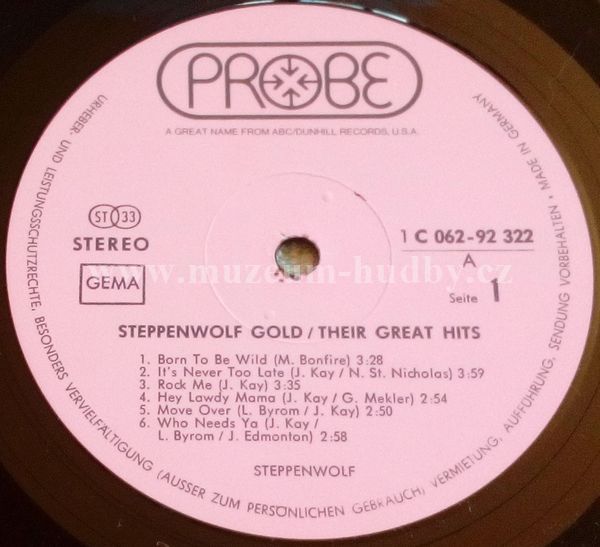 PROBE
A GREAT NAME FROM ABC/DUNHILL RECORDS, U.S.A.
URHEBER- UND LEISTUNGSSCHUTZRECHTE, BESONDERS VERVIELFÄLTIGUNG (AUSSER ZUM PERSÖNLICHEN GEBRAUCH) VERMIETUNG, AUFFÜHRUNG, SENDUNG VORBEHALTEN • MADE IN GERMANY
ST 33
STEREO
GEMA
1 C 062-92 322
A
Seite 1
www.muzeum-hudby.cz
STEPPENWOLF GOLD / THEIR GREAT HITS
1. Born To Be Wild (M. Bonfire) 3:28
2. It's Never Too Late (J. Kay / N. St. Nicholas) 3:59
3. Rock Me (J. Kay) 3:35
4. Hey Lawdy Mama (J. Kay / G. Mekler) 2:54
5. Move Over (L. Byrom / J. Kay) 2:50
6. Who Needs Ya (J. Kay /
L. Byrom / J. Edmonton) 2:58
STEPPENWOLF